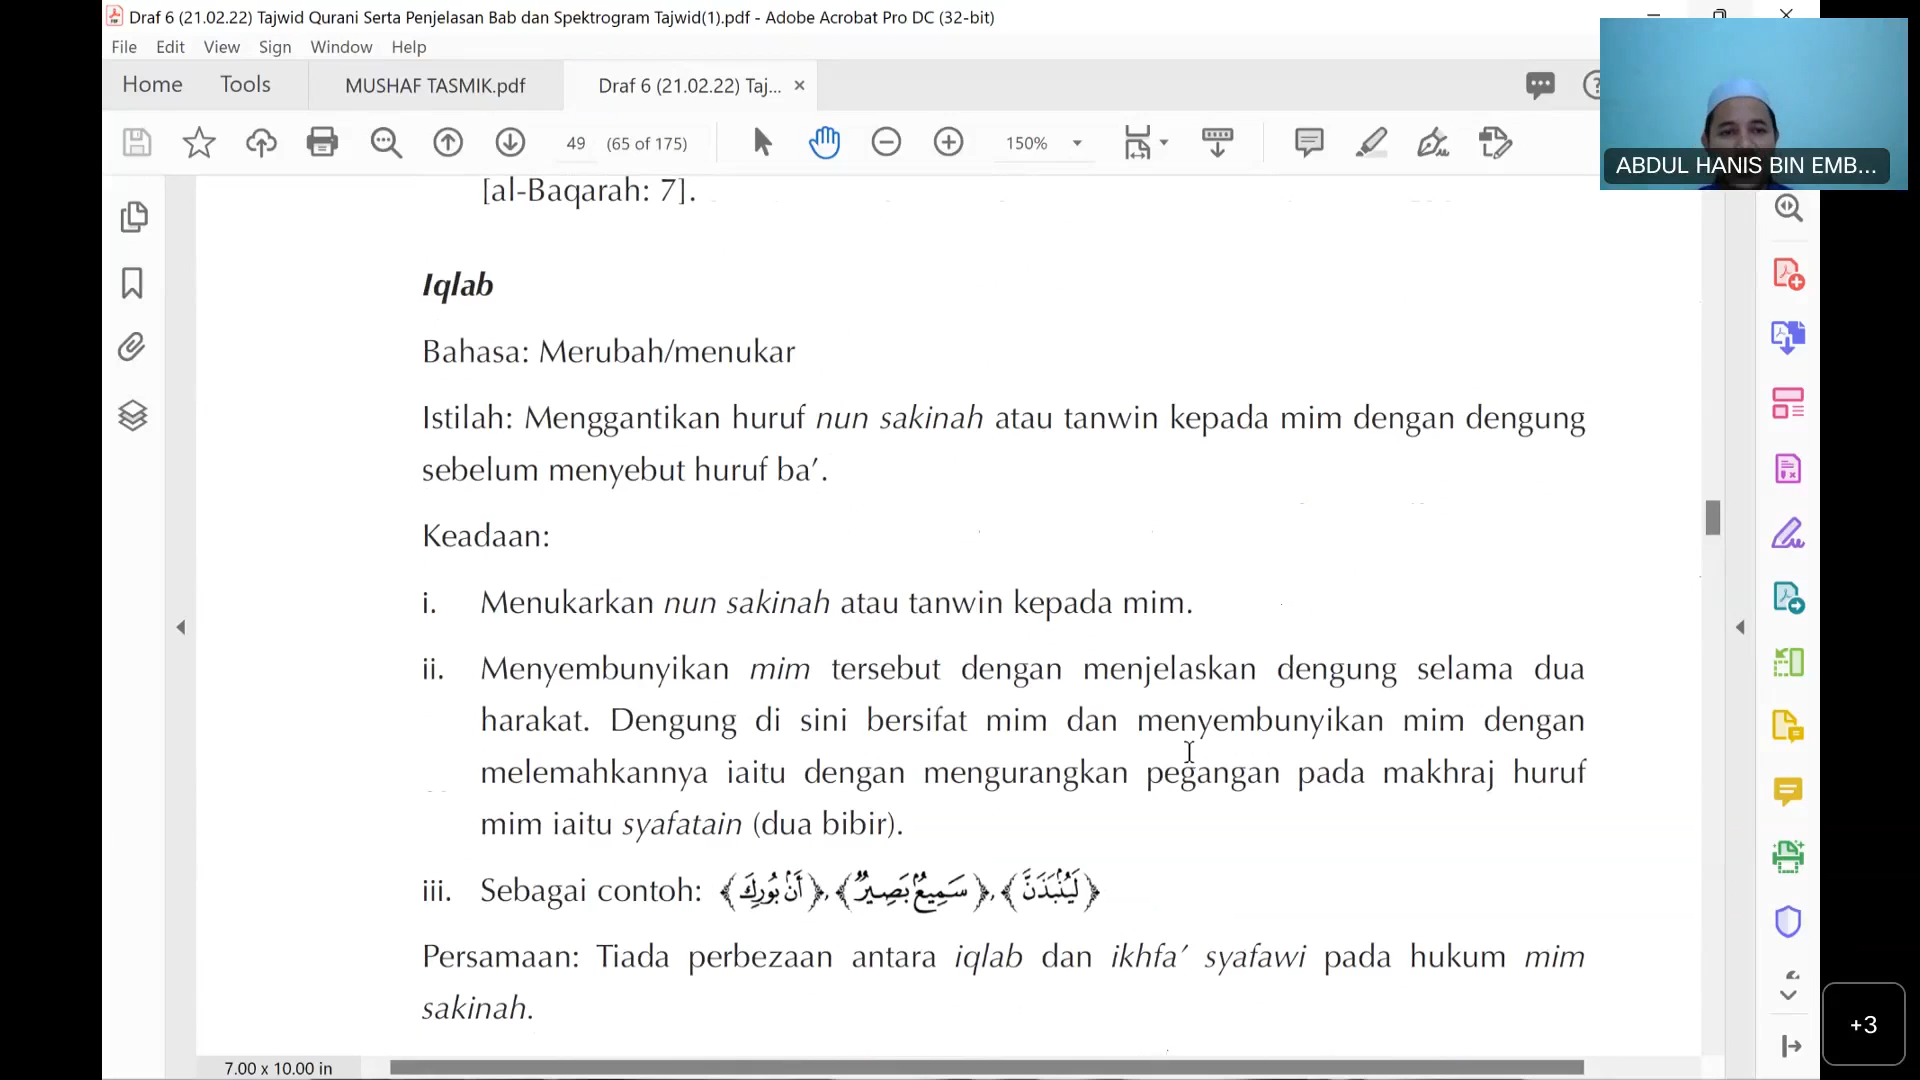 Draf 6 (21.02.22) Tajwid Qurani Serta Penjelasan Bab dan Spektrogram Tajwid(1).pdf - Adobe Acrobat Pro DC (32-bit)
File Edit View Sign Window Help
Home Tools MUSHAF TASMIK.pdf Draf 6 (21.02.22) Taj...
49 (65 of 175) 150%
ABDUL HANIS BIN EMB...
[al-Baqarah: 7].
Iqlab
Bahasa: Merubah/menukar
Istilah: Menggantikan huruf nun sakinah atau tanwin kepada mim dengan dengung
sebelum menyebut huruf ba’.
Keadaan:
i. Menukarkan nun sakinah atau tanwin kepada mim.
ii. Menyembunyikan mim tersebut dengan menjelaskan dengung selama dua
harakat. Dengung di sini bersifat mim dan menyembunyikan mim dengan
melemahkannya iaitu dengan mengurangkan pegangan pada makhraj huruf
mim iaitu syafatain (dua bibir).
iii. Sebagai contoh: ﴿لَيُنۢبَذَنَّ﴾, ﴿سَمِيعُۢ بَصِيرٌ﴾, ﴿أَنۢ بُورِكَ﴾
Persamaan: Tiada perbezaan antara iqlab dan ikhfa’ syafawi pada hukum mim
sakinah.
7.00 x 10.00 in
+3